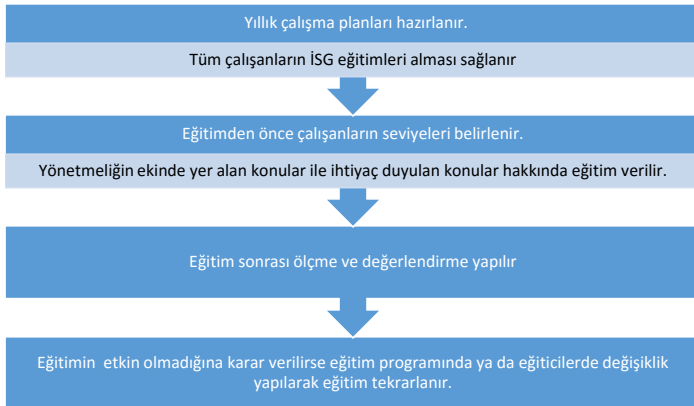 Yıllık çalışma planları hazırlanır.
Tüm çalışanların İSG eğitimleri alması sağlanır
Eğitimden önce çalışanların seviyeleri belirlenir.
Yönetmeliğin ekinde yer alan konular ile ihtiyaç duyulan konular hakkında eğitim verilir.
Eğitim sonrası ölçme ve değerlendirme yapılır
Eğitimin etkin olmadığına karar verilirse eğitim programında ya da eğiticilerde değişiklik
yapılarak eğitim tekrarlanır.